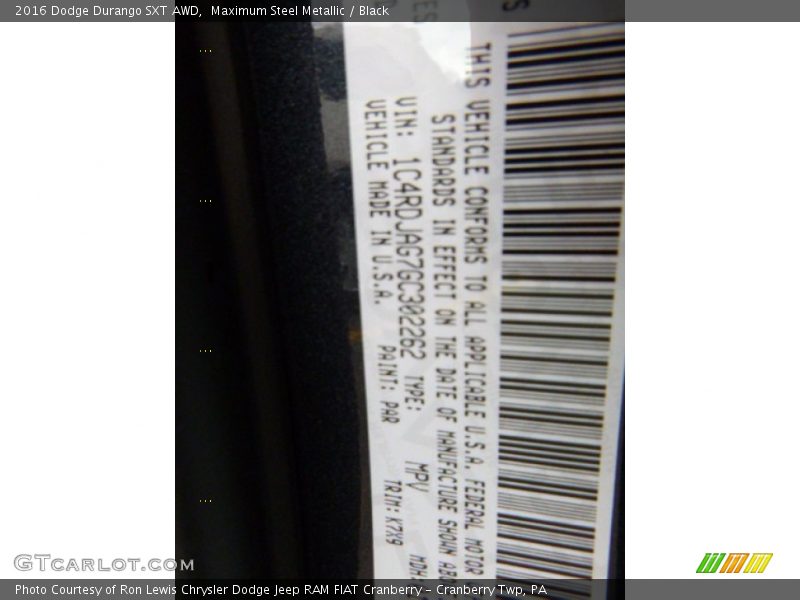 2016 Dodge Durango SXT AWD,  Maximum Steel Metallic / Black
THIS VEHICLE CONFORMS TO ALL APPLICABLE U.S.A. FEDERAL MOTOR
STANDARDS IN EFFECT ON THE DATE OF MANUFACTURE SHOWN
VIN: 1C4RDJAG7GC302262 TYPE: MPV
VEHICLE MADE IN U.S.A. PAINT: PAR TRIM: K7X9
GTcarlot.com
Photo Courtesy of Ron Lewis Chrysler Dodge Jeep RAM FIAT Cranberry - Cranberry Twp, PA